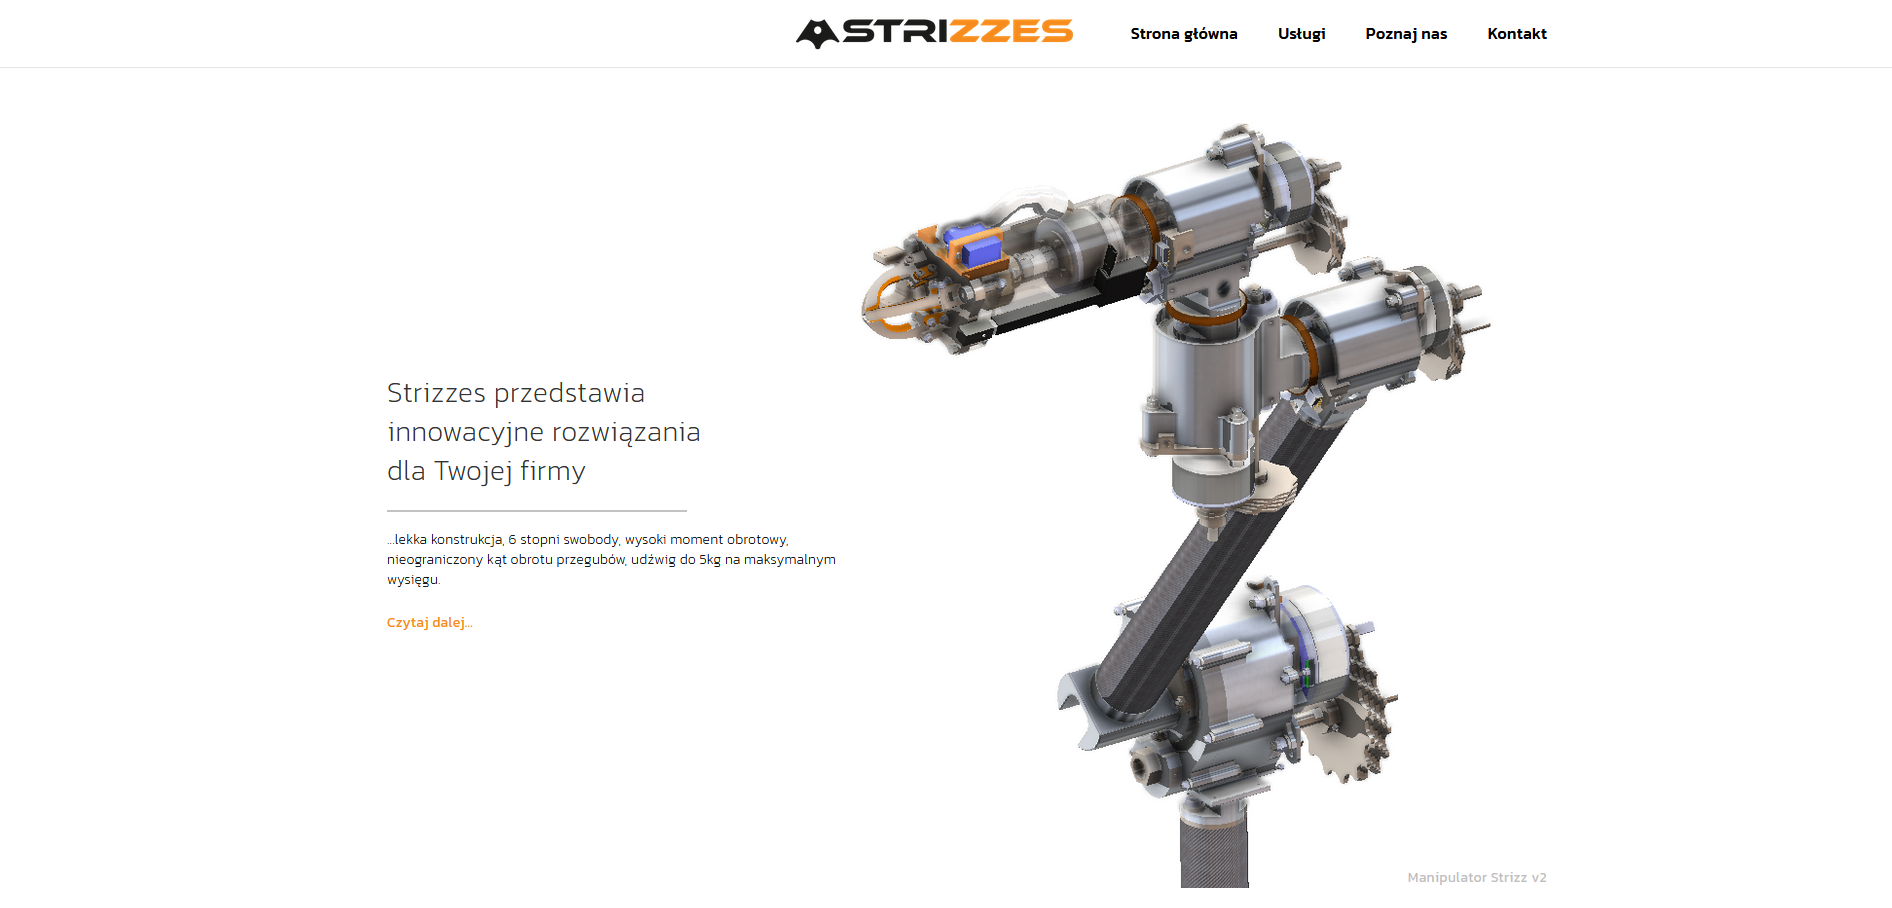 STRIZZES
Strona główna
Usługi
Poznaj nas
Kontakt
Strizzes przedstawia
innowacyjne rozwiązania
dla Twojej firmy
...lekka konstrukcja, 6 stopni swobody, wysoki moment obrotowy,
nieograniczony kąt obrotu przegubów, udźwig do 5kg na maksymalnym
wysięgu.
Czytaj dalej...
Manipulator Strizz v2